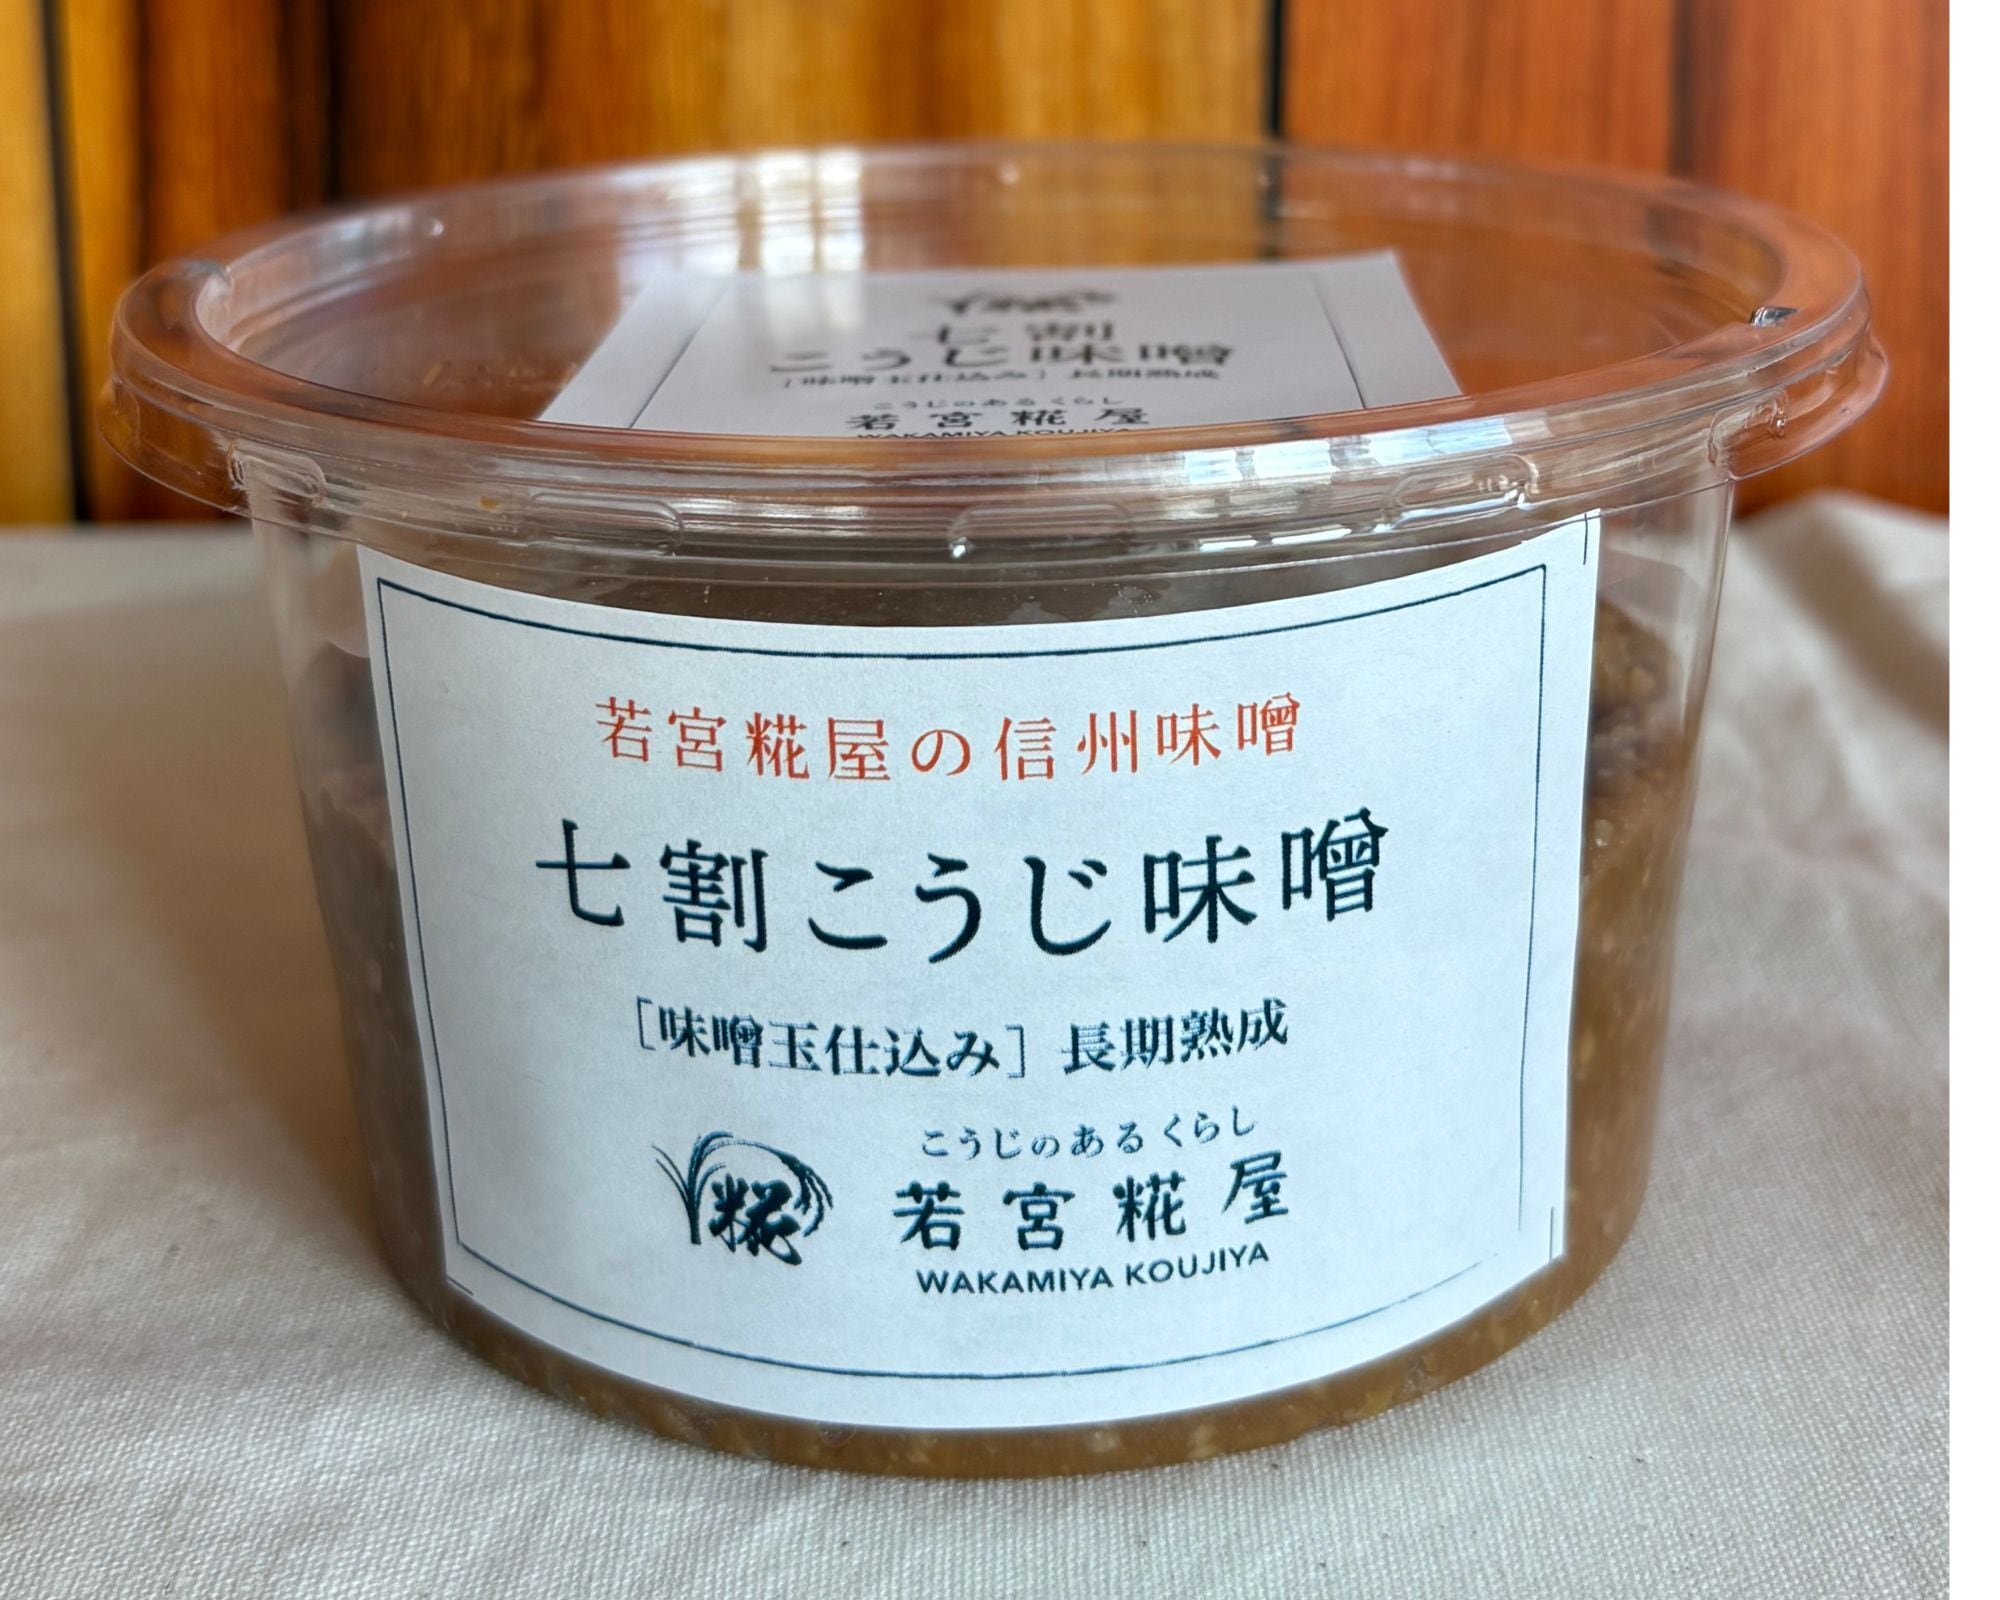 七割
こうじ味噌
[味噌玉仕込み] 長期熟成
こうじのあるくらし
若宮糀屋
WAKAMIYA KOUJIYA
若宮糀屋の信州味噌
七割こうじ味噌
[味噌玉仕込み] 長期熟成
糀
こうじのあるくらし
若宮糀屋
WAKAMIYA KOUJIYA